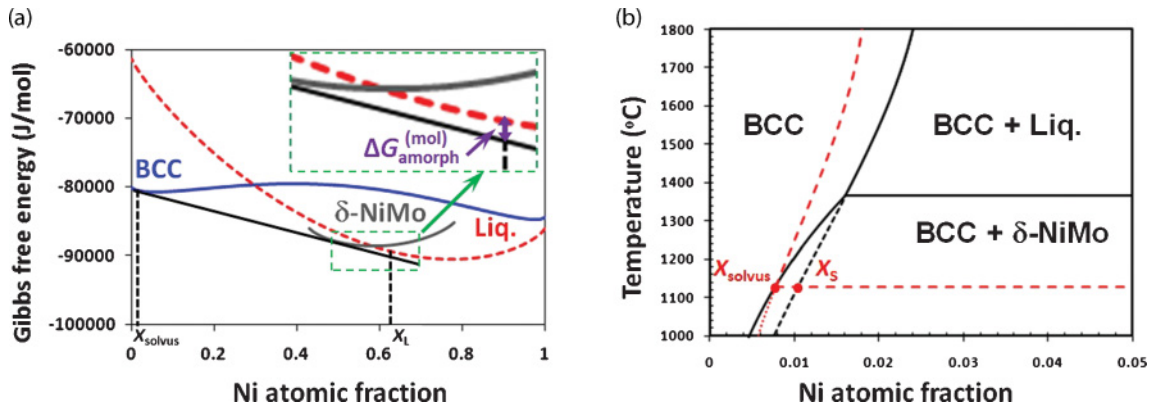 (a)
-60000
-70000
-80000
-90000
-100000
Gibbs free energy (J/mol)
BCC
δ-NiMo
Liq.
ΔG(mol)amorph
Xsolvus
XL
0
0.2
0.4
0.6
0.8
1
Ni atomic fraction
(b)
1800
1700
1600
1500
1400
1300
1200
1100
1000
Temperature (°C)
BCC
BCC + Liq.
BCC + δ-NiMo
Xsolvus
XS
0
0.01
0.02
0.03
0.04
0.05
Ni atomic fraction